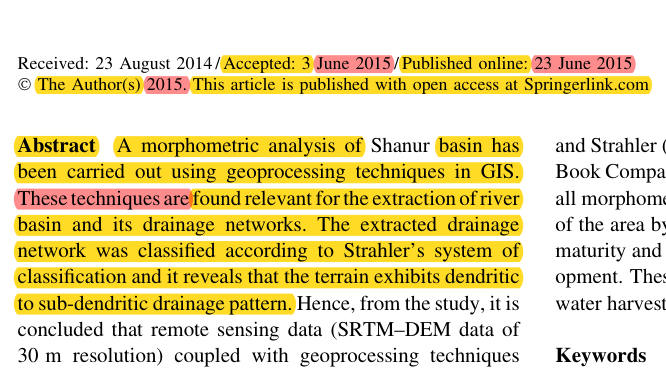 Received: 23 August 2014 / Accepted: 3 June 2015 / Published online: 23 June 2015
© The Author(s) 2015. This article is published with open access at Springerlink.com
Abstract A morphometric analysis of Shanur basin has
been carried out using geoprocessing techniques in GIS.
These techniques are found relevant for the extraction of river
basin and its drainage networks. The extracted drainage
network was classified according to Strahler's system of
classification and it reveals that the terrain exhibits dendritic
to sub-dendritic drainage pattern. Hence, from the study, it is
concluded that remote sensing data (SRTM–DEM data of
30 m resolution) coupled with geoprocessing techniques
and Strahler (
Book Compa
all morphome
of the area by
maturity and
opment. Thes
water harvest
Keywords